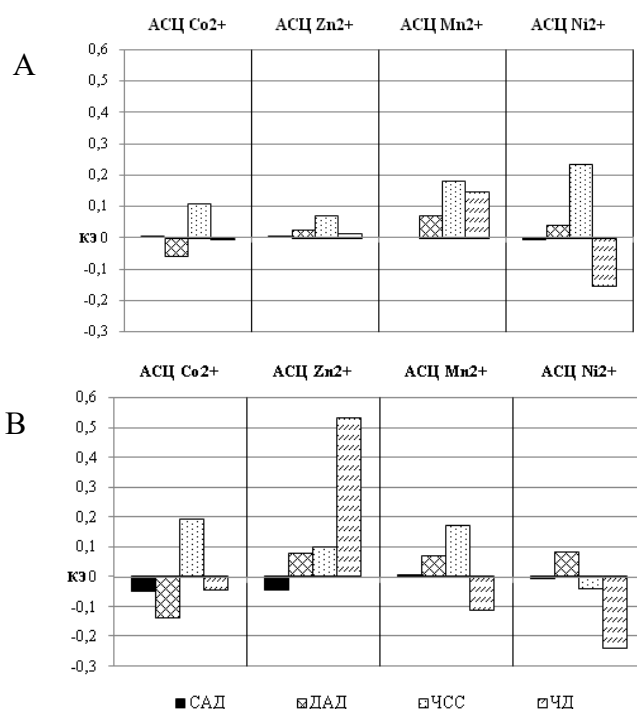 АСЦ Co2+ АСЦ Zn2+ АСЦ Mn2+ АСЦ Ni2+
A
0,6
0,5
0,4
0,3
0,2
0,1
КЭ 0
-0,1
-0,2
-0,3
АСЦ Co2+ АСЦ Zn2+ АСЦ Mn2+ АСЦ Ni2+
B
0,6
0,5
0,4
0,3
0,2
0,1
КЭ 0
-0,1
-0,2
-0,3
САД ДАД ЧСС ЧД